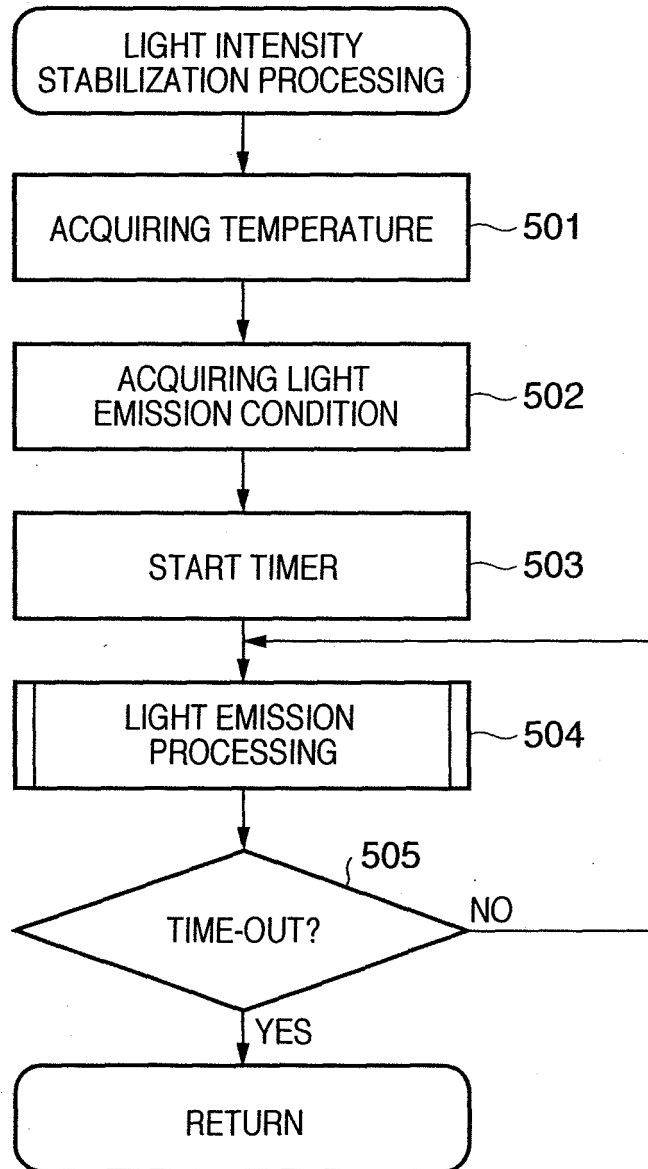 LIGHT INTENSITY
STABILIZATION PROCESSING
ACQUIRING TEMPERATURE
501
ACQUIRING LIGHT
EMISSION CONDITION
502
START TIMER
503
LIGHT EMISSION
PROCESSING
504
505
TIME-OUT?
NO
YES
RETURN